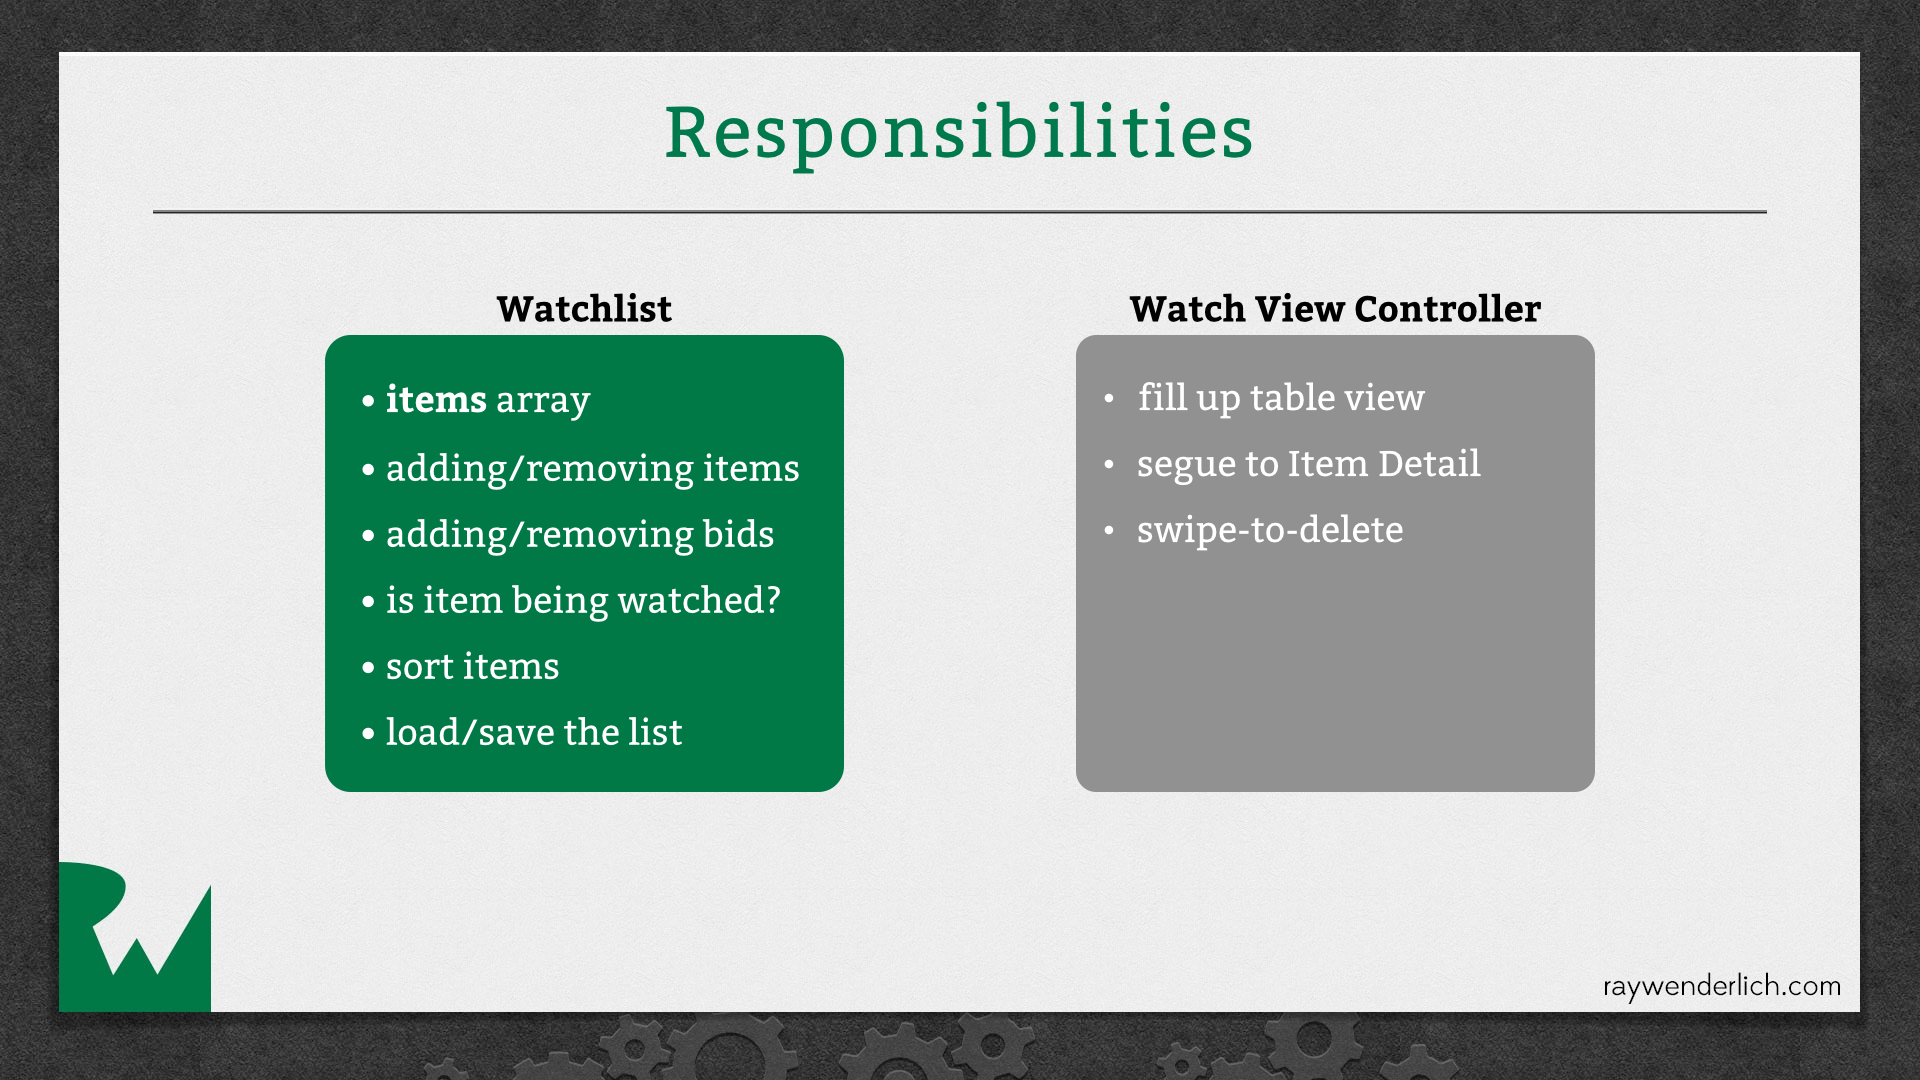 Responsibilities
Watchlist
• items array
• adding/removing items
• adding/removing bids
• is item being watched?
• sort items
• load/save the list
Watch View Controller
• fill up table view
• segue to Item Detail
• swipe-to-delete
RW
raywenderlich.com